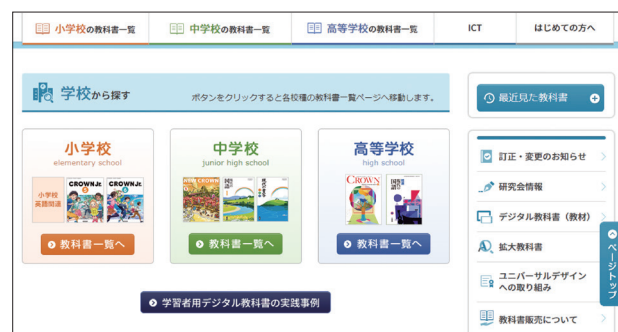 小学校の教科書一覧
中学校の教科書一覧
高等学校の教科書一覧
ICT
はじめての方へ
学校から探す
ボタンをクリックすると各校種の教科書一覧ページへ移動します。
小学校
elementary school
小学校
英語関連
CROWN Jr.
CROWN Jr.
教科書一覧へ
中学校
junior high school
CROWN
国語
教科書一覧へ
高等学校
high school
CROWN
教科書一覧へ
学習者用デジタル教科書の実践事例
最近見た教科書
訂正・変更のお知らせ
研究会情報
デジタル教科書（教材）
拡大教科書
ユニバーサルデザイン
への取り組み
教科書販売について
ページトップ